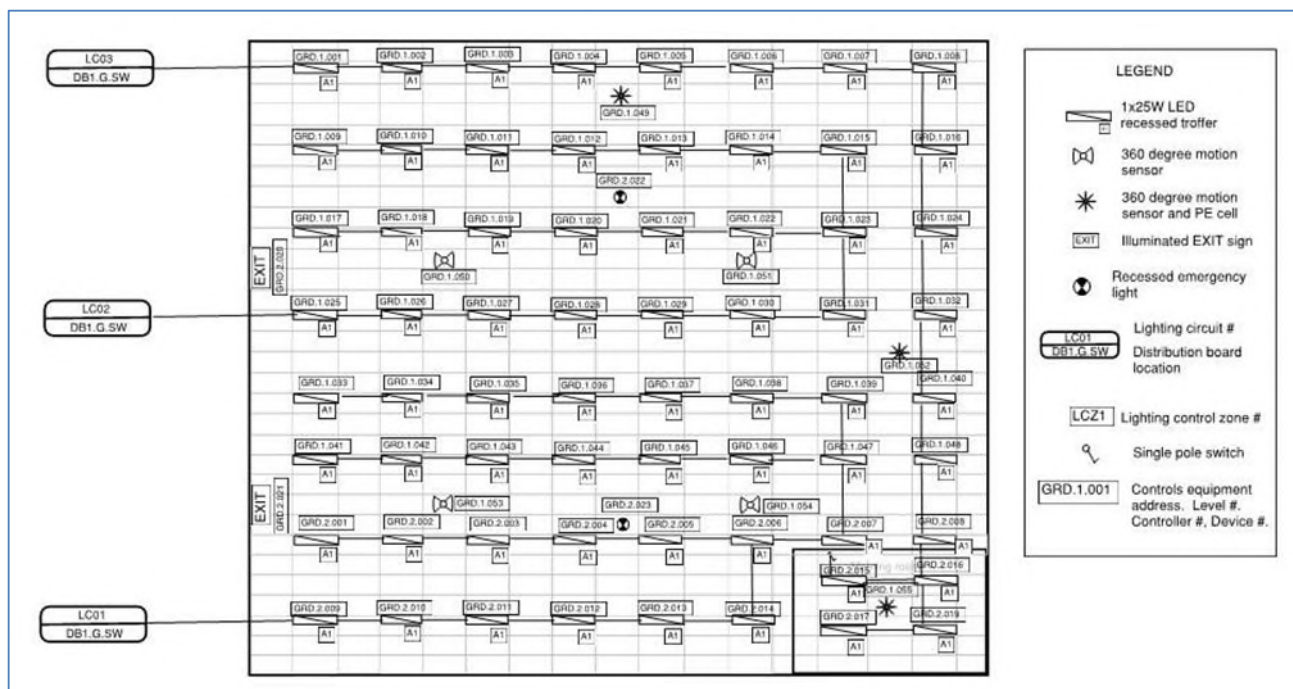 LC03
DB1.G.SW
GRD.1.001
GRD.1.002
GRD.1.003
GRD.1.004
GRD.1.005
GRD.1.006
GRD.1.007
GRD.1.008
A1
A1
A1
A1
A1
A1
A1
A1
GRD.1.049
GRD.1.009
GRD.1.010
GRD.1.011
GRD.1.012
GRD.1.013
GRD.1.014
GRD.1.015
GRD.1.016
A1
A1
A1
A1
A1
A1
A1
A1
GRD.2.022
GRD.1.017
GRD.1.018
GRD.1.019
GRD.1.020
GRD.1.021
GRD.1.022
GRD.1.023
GRD.1.024
A1
A1
A1
A1
A1
A1
A1
A1
EXIT
GRD.2.020
GRD.1.050
GRD.1.051
LC02
DB1.G.SW
GRD.1.025
GRD.1.026
GRD.1.027
GRD.1.028
GRD.1.029
GRD.1.030
GRD.1.031
GRD.1.032
A1
A1
A1
A1
A1
A1
A1
A1
GRD.1.052
GRD.1.033
GRD.1.034
GRD.1.035
GRD.1.036
GRD.1.037
GRD.1.038
GRD.1.039
GRD.1.040
A1
A1
A1
A1
A1
A1
A1
A1
GRD.1.041
GRD.1.042
GRD.1.043
GRD.1.044
GRD.1.045
GRD.1.046
GRD.1.047
GRD.1.048
A1
A1
A1
A1
A1
A1
A1
A1
EXIT
GRD.2.021
GRD.1.053
GRD.2.023
GRD.1.054
GRD.2.001
GRD.2.002
GRD.2.003
GRD.2.004
GRD.2.005
GRD.2.006
GRD.2.007
GRD.2.008
A1
A1
A1
A1
A1
A1
A1
A1
GRD.2.015
GRD.2.016
A1
A1
GRD.1.055
LC01
DB1.G.SW
GRD.2.009
GRD.2.010
GRD.2.011
GRD.2.012
GRD.2.013
GRD.2.014
GRD.2.017
GRD.2.019
A1
A1
A1
A1
A1
A1
A1
A1
LEGEND
1x25W LED
recessed troffer
360 degree motion
sensor
360 degree motion
sensor and PE cell
EXIT
Illuminated EXIT sign
Recessed emergency
light
LC01
DB1.G.SW
Lighting circuit #
Distribution board
location
LCZ1
Lighting control zone #
Single pole switch
GRD.1.001
Controls equipment
address. Level #.
Controller #, Device #.